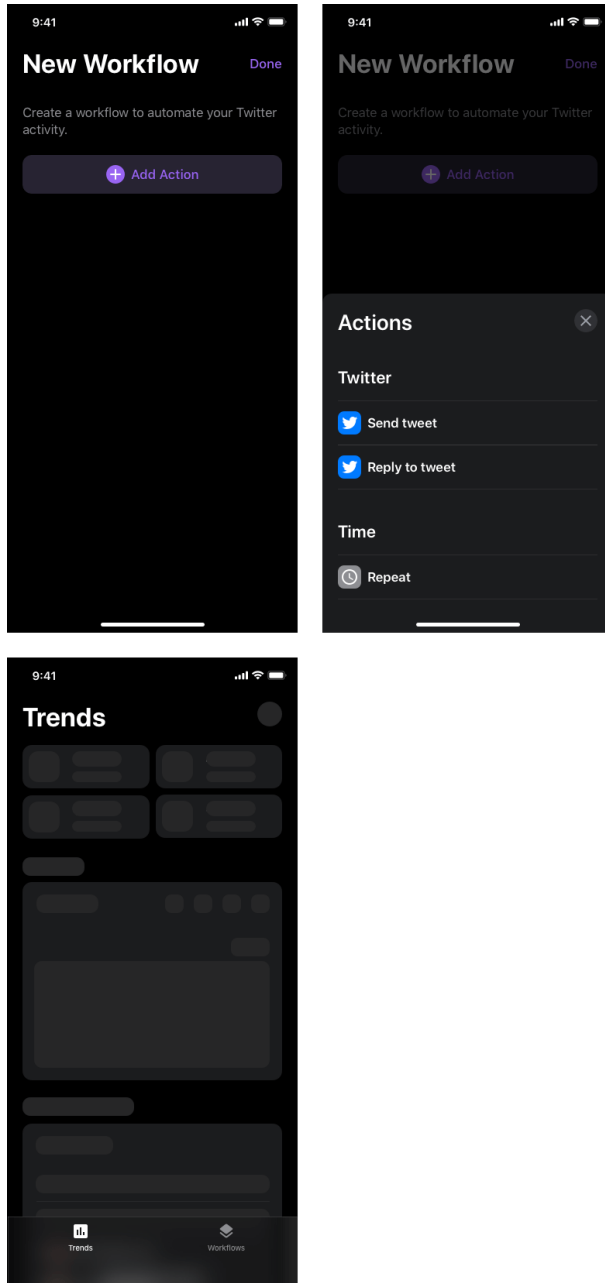 9:41
New Workflow
Done
Create a workflow to automate your Twitter
activity.
Add Action
9:41
New Workflow
Done
Create a workflow to automate your Twitter
activity.
Add Action
Actions
Twitter
Send tweet
Reply to tweet
Time
Repeat
9:41
Trends
Trends
Workflows